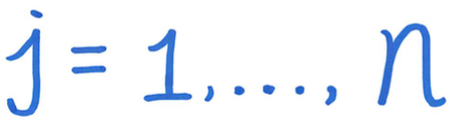 j = 1,..., n